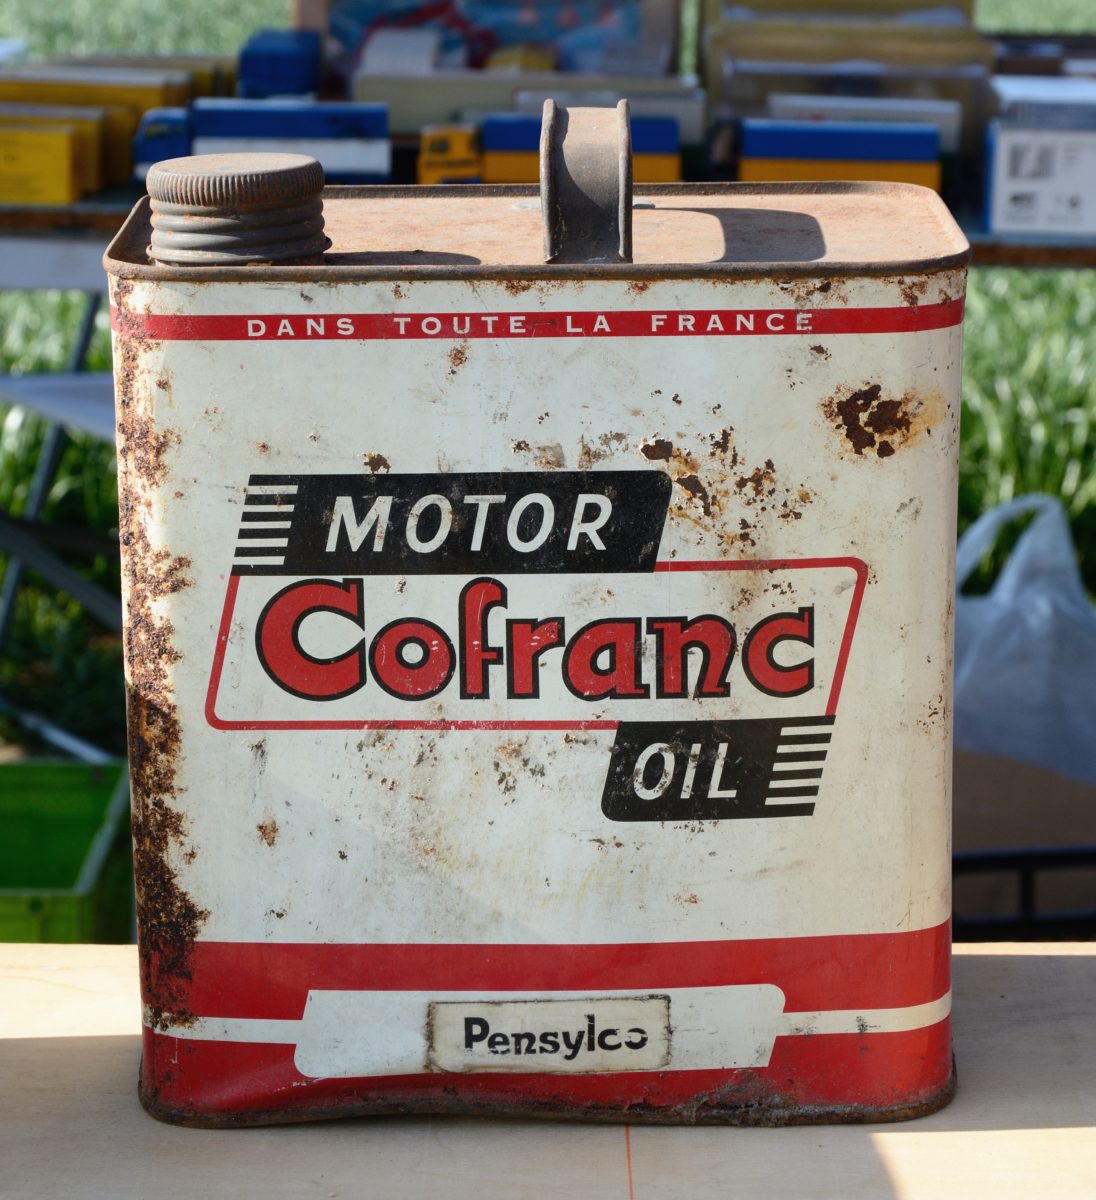 DANS TOUTE LA FRANCE
MOTOR
Cofranc
OIL
Pensylco